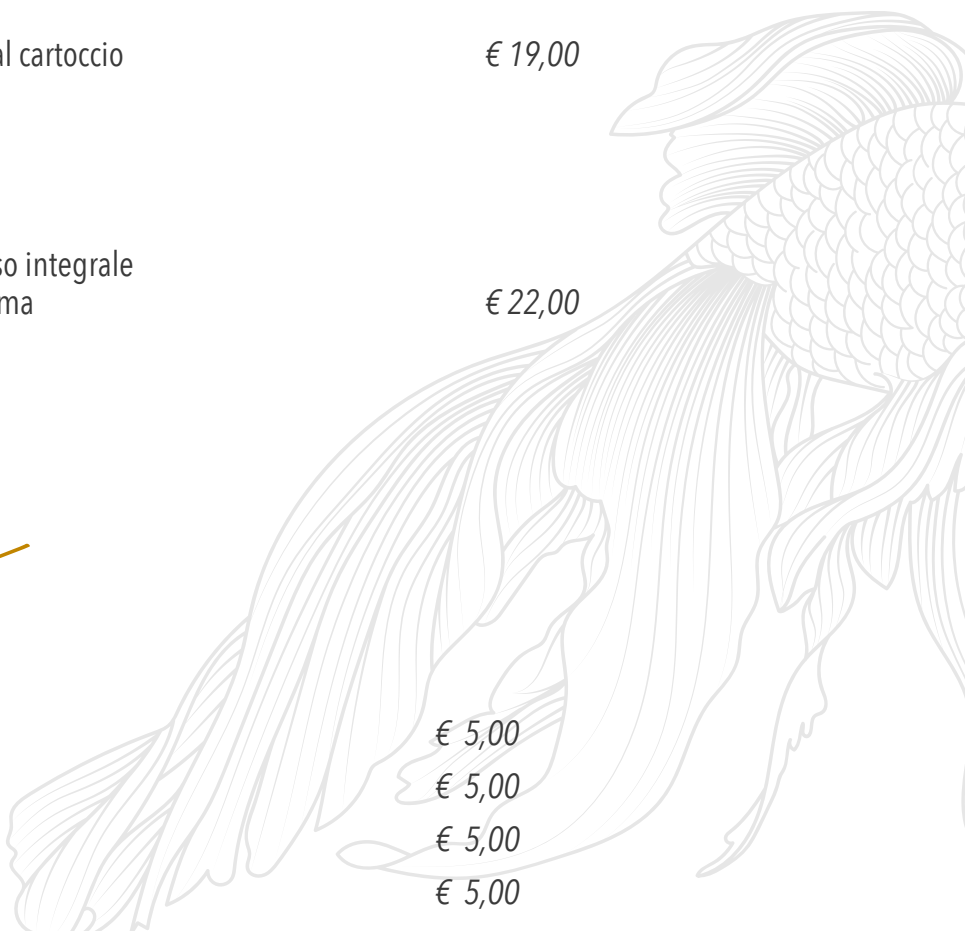 al cartoccio € 19,00
so integrale
ma € 22,00
€ 5,00
€ 5,00
€ 5,00
€ 5,00